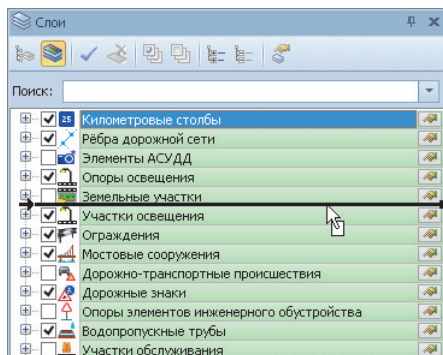 Слои
Поиск:
25 Километровые столбы
Рёбра дорожной сети
Элементы АСУДД
Опоры освещения
Земельные участки
Участки освещения
Ограждения
Мостовые сооружения
Дорожно-транспортные происшествия
Дорожные знаки
Опоры элементов инженерного обустройства
Водопропускные трубы
Участки обслуживания